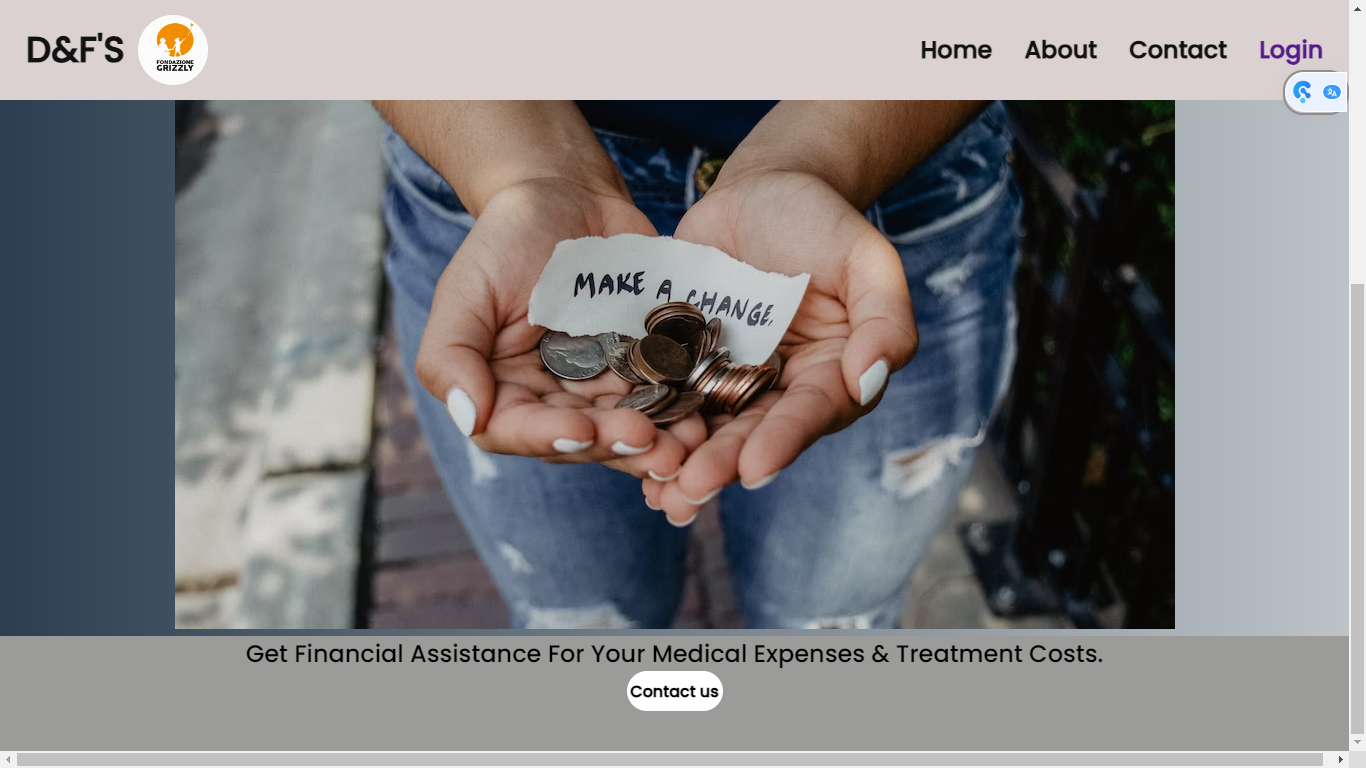 D&F'S
FONDAZIONE
GRIZZLY
Home About Contact Login
MAKE A CHANGE.
Get Financial Assistance For Your Medical Expenses & Treatment Costs.
Contact us